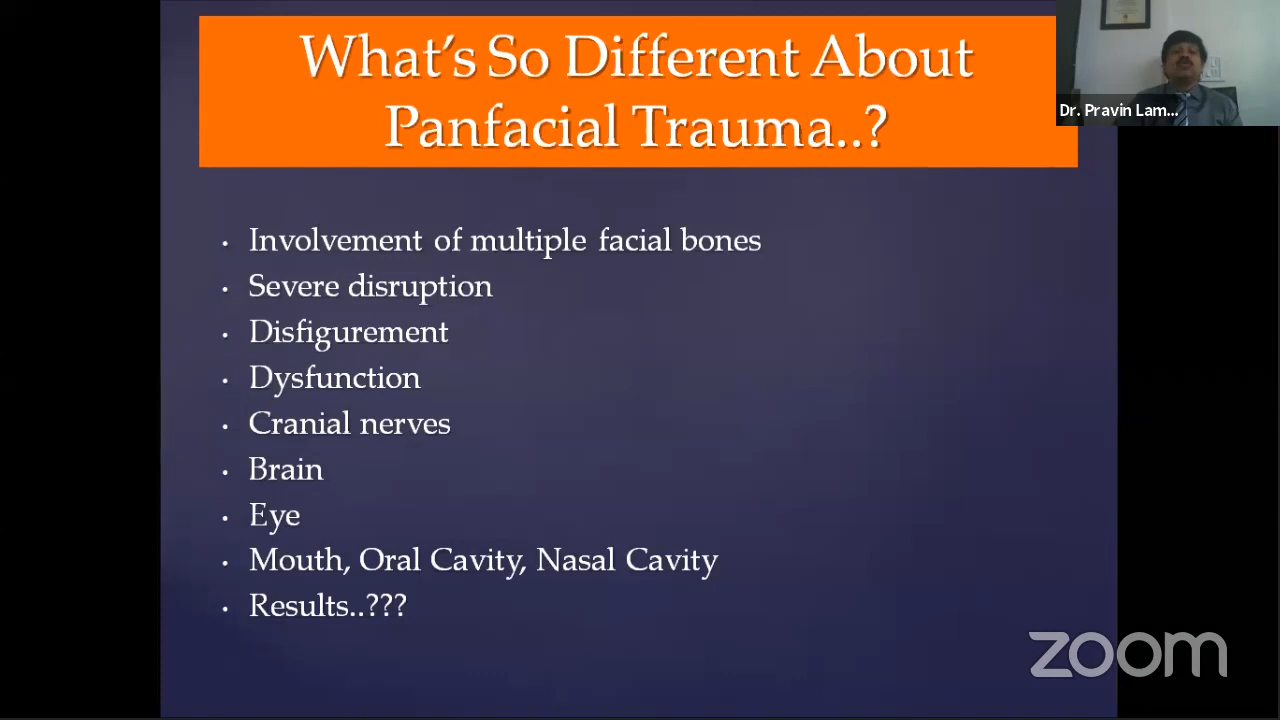 What's So Different About
Panfacial Trauma..?
Dr. Pravin Lam...
• Involvement of multiple facial bones
• Severe disruption
• Disfigurement
• Dysfunction
• Cranial nerves
• Brain
• Eye
• Mouth, Oral Cavity, Nasal Cavity
• Results..???
zoom